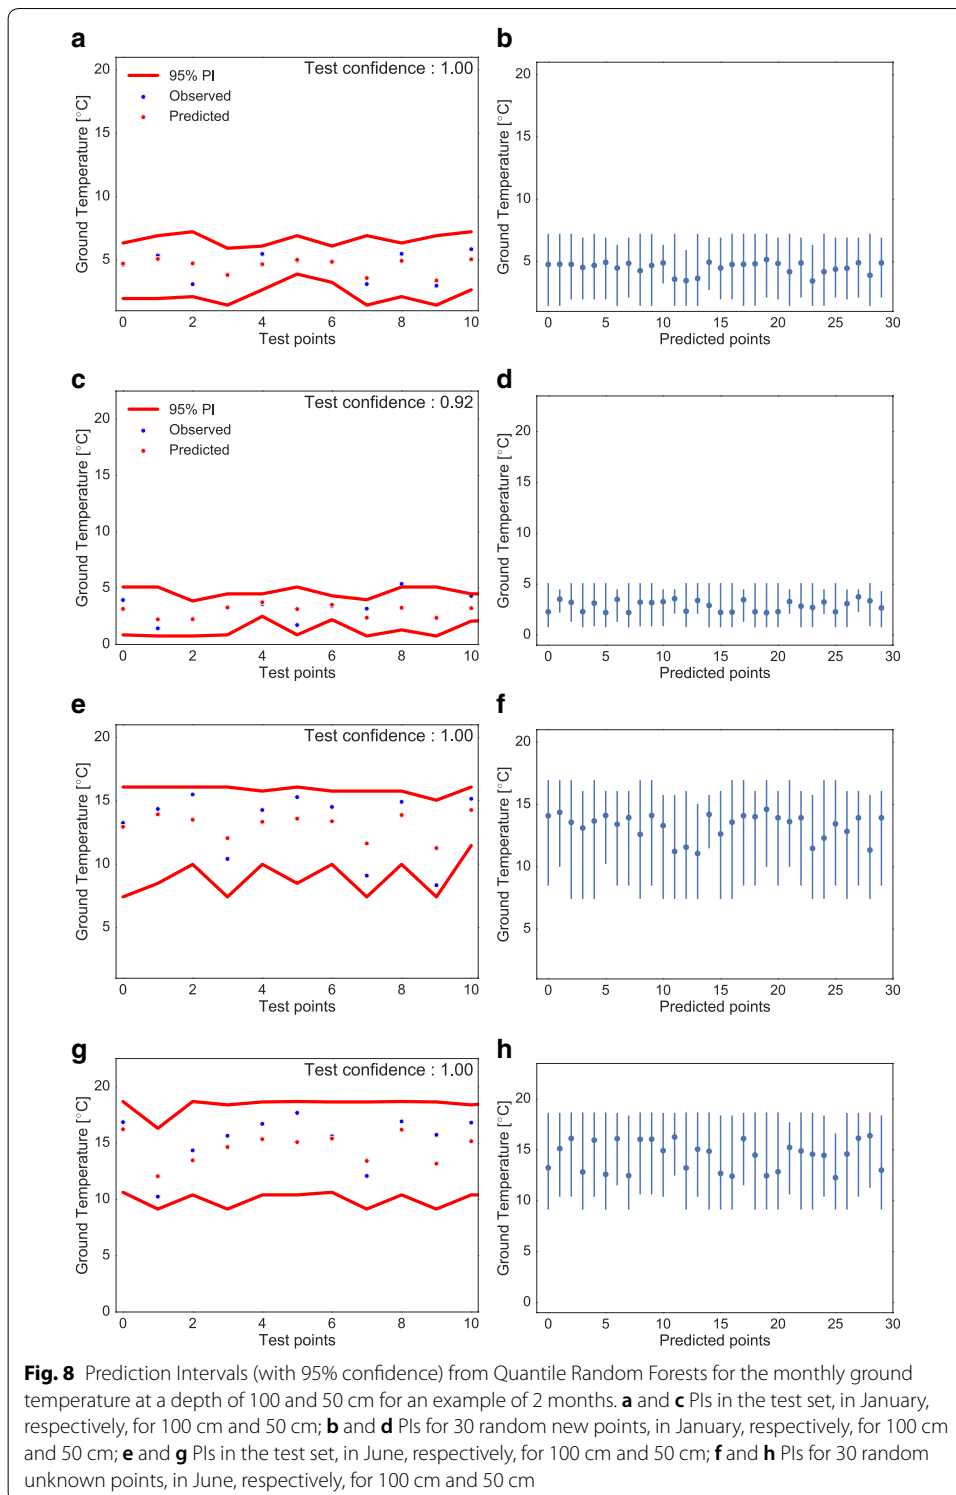 a
Test confidence : 1.00
95% PI
Observed
Predicted
Ground Temperature [°C]
20
15
10
5
0 2 4 6 8 10
Test points
b
Ground Temperature [°C]
20
15
10
5
0 5 10 15 20 25 30
Predicted points
c
Test confidence : 0.92
95% PI
Observed
Predicted
Ground Temperature [°C]
20
15
10
5
0
0 2 4 6 8 10
Test points
d
Ground Temperature [°C]
20
15
10
5
0
0 5 10 15 20 25 30
Predicted points
e
Test confidence : 1.00
Ground Temperature [°C]
20
15
10
5
0 2 4 6 8 10
Test points
f
Ground Temperature [°C]
20
15
10
5
0 5 10 15 20 25 30
Predicted points
g
Test confidence : 1.00
Ground Temperature [°C]
20
15
10
5
0
0 2 4 6 8 10
Test points
h
Ground Temperature [°C]
20
15
10
5
0
0 5 10 15 20 25 30
Predicted points
Fig. 8 Prediction Intervals (with 95% confidence) from Quantile Random Forests for the monthly ground
temperature at a depth of 100 and 50 cm for an example of 2 months. a and c PIs in the test set, in January,
respectively, for 100 cm and 50 cm; b and d PIs for 30 random new points, in January, respectively, for 100 cm
and 50 cm; e and g PIs in the test set, in June, respectively, for 100 cm and 50 cm; f and h PIs for 30 random
unknown points, in June, respectively, for 100 cm and 50 cm